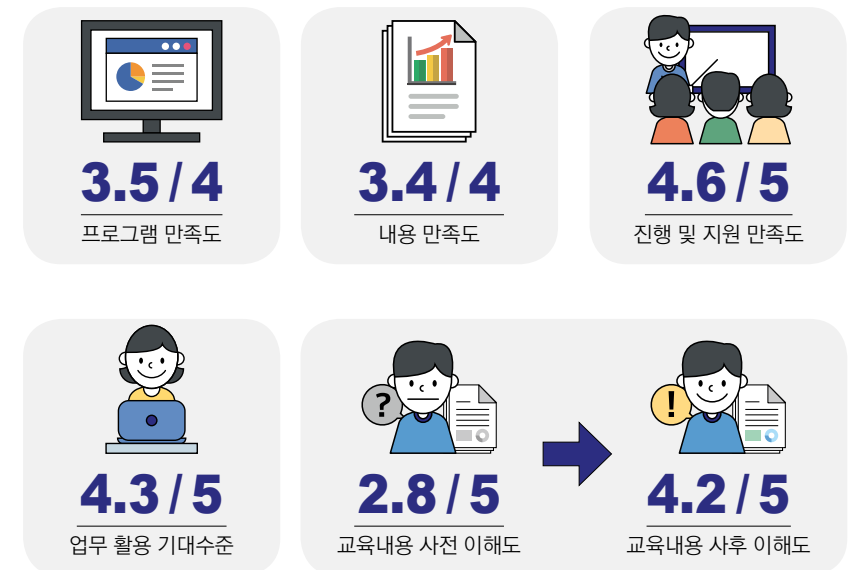 3.5 / 4
프로그램 만족도
3.4 / 4
내용 만족도
4.6 / 5
진행 및 지원 만족도
4.3 / 5
업무 활용 기대수준
?
2.8 / 5
교육내용 사전 이해도
!
4.2 / 5
교육내용 사후 이해도